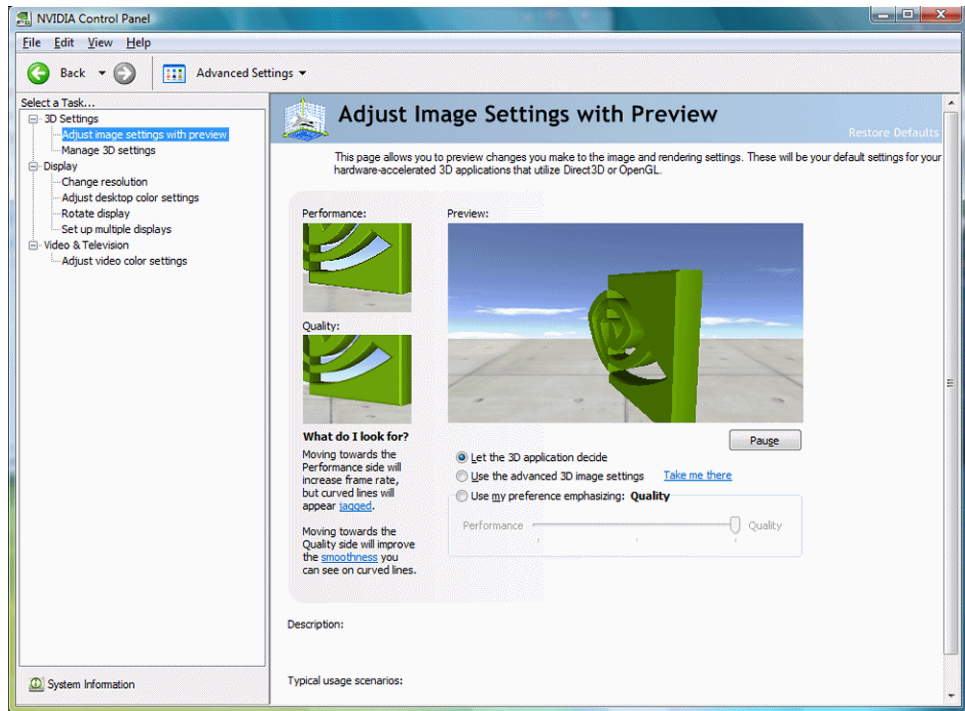 NVIDIA Control Panel
File Edit View Help
Back
Advanced Settings
Select a Task...
3D Settings
Adjust image settings with preview
Manage 3D settings
Display
Change resolution
Adjust desktop color settings
Rotate display
Set up multiple displays
Video & Television
Adjust video color settings
System Information
Adjust Image Settings with Preview
Restore Defaults
This page allows you to preview changes you make to the image and rendering settings. These will be your default settings for your
hardware-accelerated 3D applications that utilize Direct3D or OpenGL.
Performance:
Quality:
What do I look for?
Moving towards the
Performance side will
increase frame rate,
but curved lines will
appear jagged.
Moving towards the
Quality side will improve
the smoothness you
can see on curved lines.
Preview:
Pause
Let the 3D application decide
Use the advanced 3D image settings Take me there
Use my preference emphasizing: Quality
Performance Quality
Description:
Typical usage scenarios: